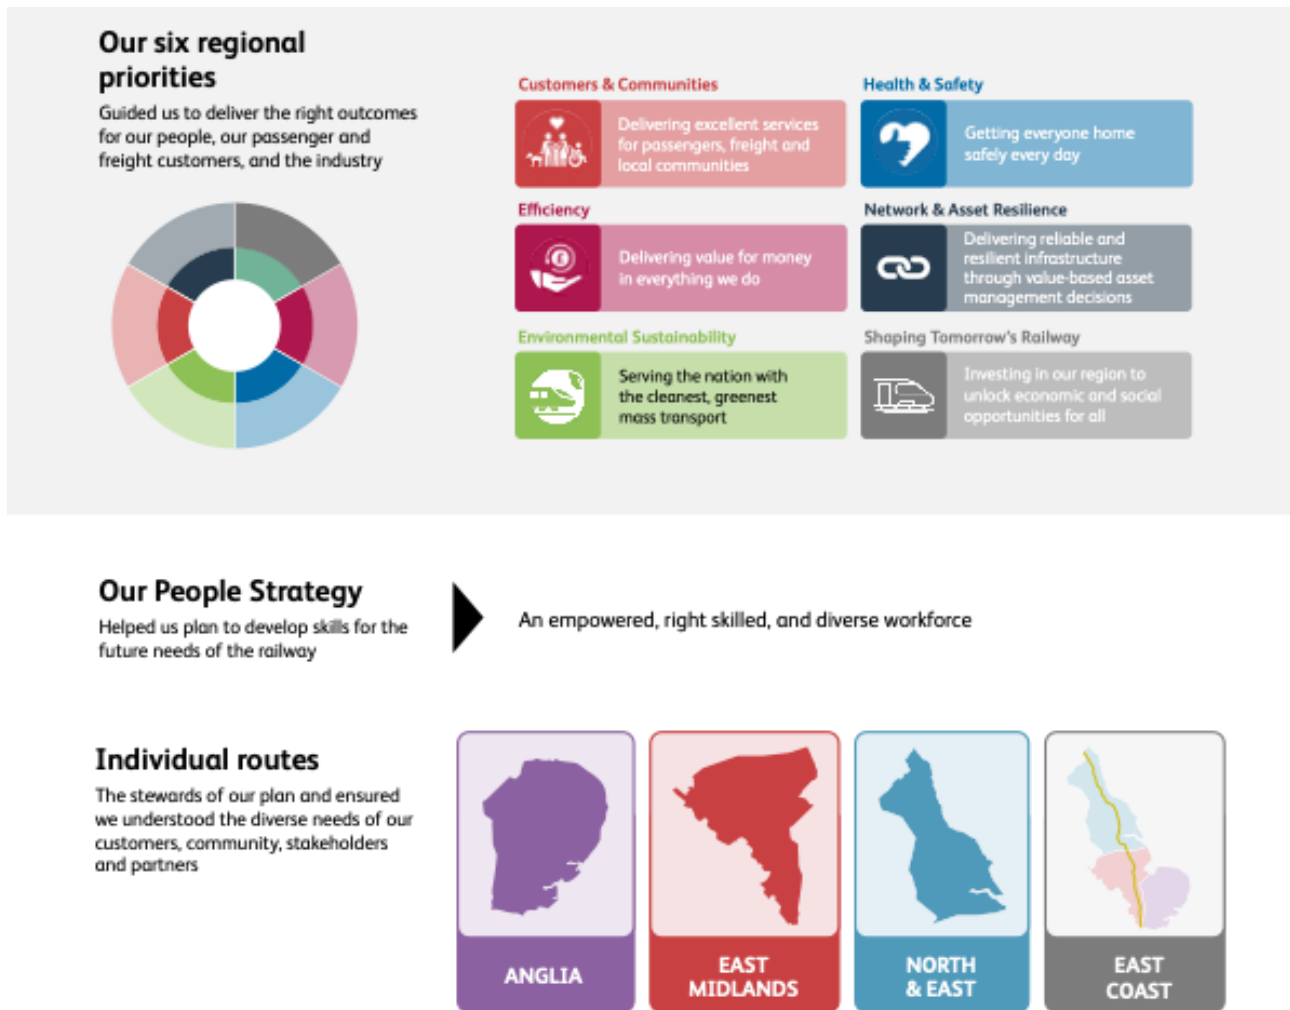 Our six regional
priorities
Guided us to deliver the right outcomes
for our people, our passenger and
freight customers, and the industry
Customers & Communities
Delivering excellent services
for passengers, freight and
local communities
Health & Safety
Getting everyone home
safely every day
Efficiency
£
Delivering value for money
in everything we do
Network & Asset Resilience
Delivering reliable and
resilient infrastructure
through value-based asset
management decisions
Environmental Sustainability
Serving the nation with
the cleanest, greenest
mass transport
Shaping Tomorrow's Railway
Investing in our region to
unlock economic and social
opportunities for all
Our People Strategy
Helped us plan to develop skills for the
future needs of the railway
An empowered, right skilled, and diverse workforce
Individual routes
The stewards of our plan and ensured
we understood the diverse needs of our
customers, community, stakeholders
and partners
ANGLIA
EAST
MIDLANDS
NORTH
& EAST
EAST
COAST